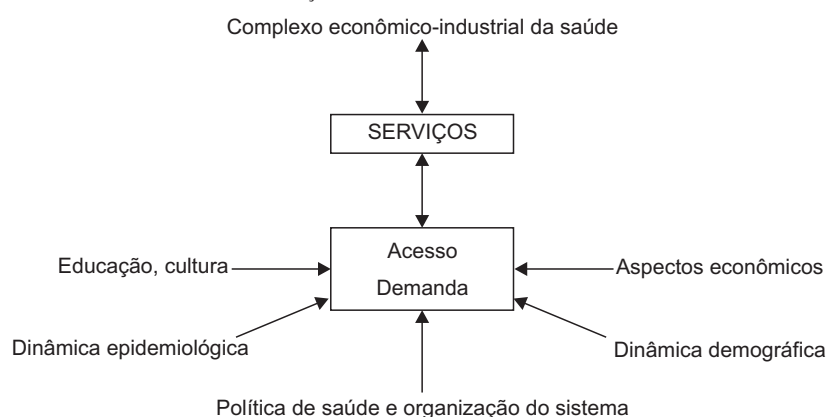 Complexo econômico-industrial da saúde
SERVIÇOS
Acesso
Demanda
Educação, cultura
Aspectos econômicos
Dinâmica epidemiológica
Dinâmica demográfica
Política de saúde e organização do sistema